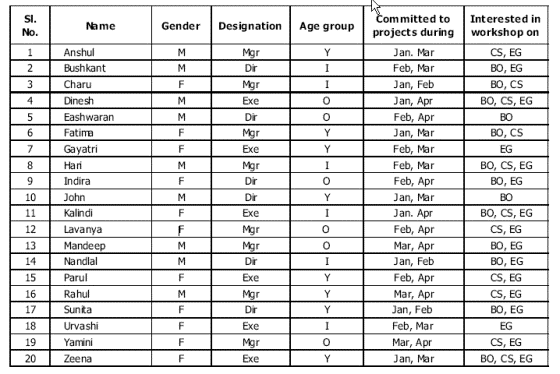 Sl. No. Name Gender Designation Age group Committed to projects during Interested in workshop on
1 Anshul M Mgr Y Jan. Mar CS, EG
2 Bushkant M Dir I Feb, Mar BO, EG
3 Charu F Mgr I Jan, Feb BO, CS
4 Dinesh M Exe O Jan, Apr BO, CS, EG
5 Eashwaran M Dir O Feb, Apr BO
6 Fatima F Mgr Y Jan, Mar BO, CS
7 Gayatri F Exe Y Feb, Mar EG
8 Hari M Mgr I Feb, Mar BO, CS, EG
9 Indira F Dir O Feb, Apr BO, EG
10 John M Dir Y Jan, Mar BO
11 Kalindi F Exe I Jan. Apr BO, CS, EG
12 Lavanya F Mgr O Feb, Apr CS, EG
13 Mandeep M Mgr O Mar, Apr BO, EG
14 Nandlal M Dir I Jan, Feb BO, EG
15 Parul F Exe Y Feb, Apr CS, EG
16 Rahul M Mgr Y Mar, Apr CS, EG
17 Sunita F Dir Y Jan, Feb BO, EG
18 Urvashi F Exe I Feb, Mar EG
19 Yamini F Mgr O Mar, Apr CS, EG
20 Zeena F Exe Y Jan, Mar BO, CS, EG